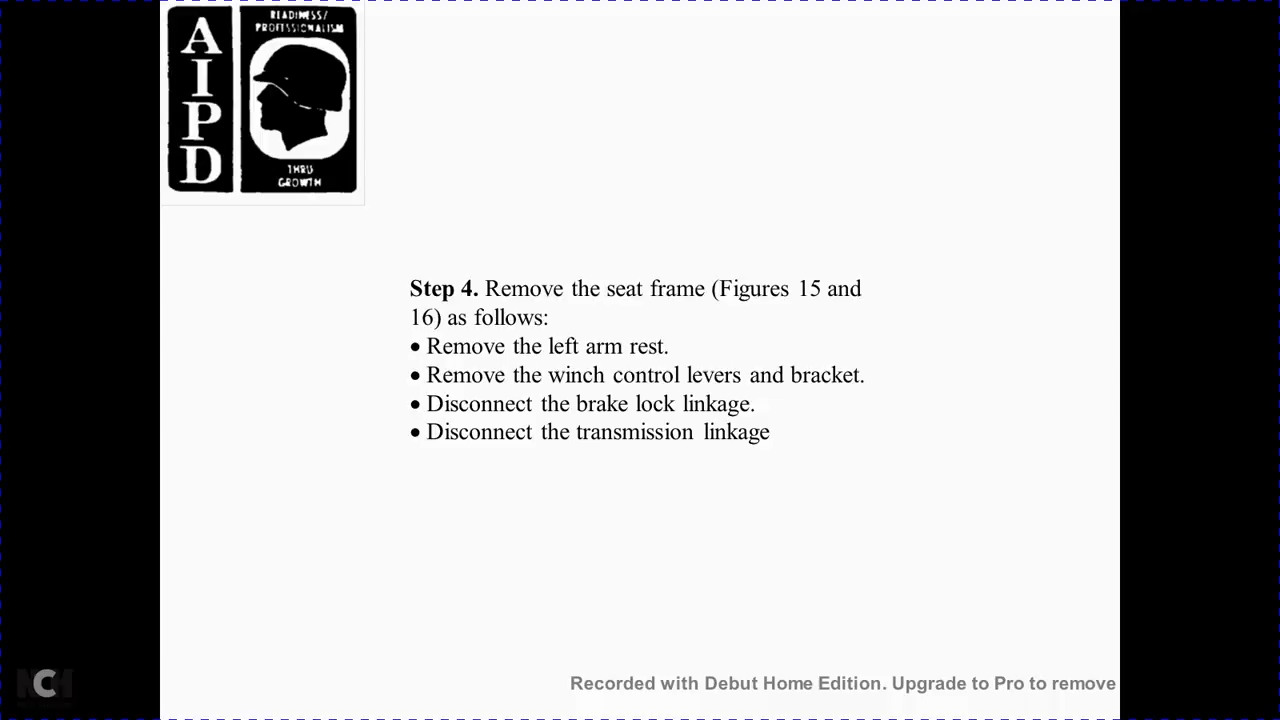 AIPD
READINESS/
PROFESSIONALISM
THRU
GROWTH
Step 4. Remove the seat frame (Figures 15 and
16) as follows:
• Remove the left arm rest.
• Remove the winch control levers and bracket.
• Disconnect the brake lock linkage.
• Disconnect the transmission linkage
NCH
Recorded with Debut Home Edition. Upgrade to Pro to remove